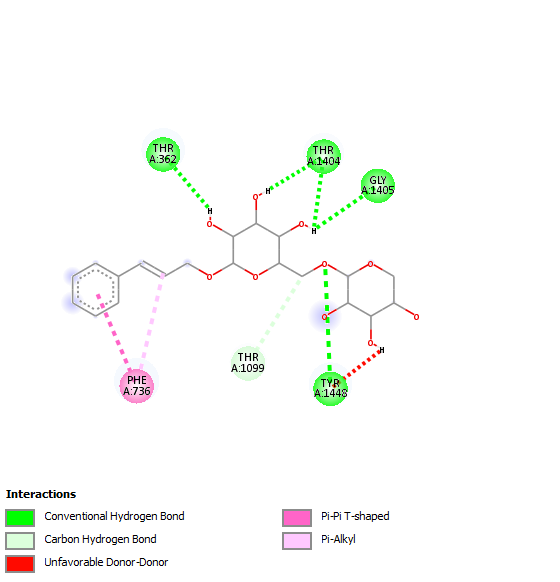 THR
A:362
THR
A:1404
GLY
A:1405
H
H
O
H
O
O
H
O
O
O
O
O
O
O
H
THR
A:1099
PHE
A:736
TYR
A:1448
Interactions
Conventional Hydrogen Bond
Carbon Hydrogen Bond
Unfavorable Donor-Donor
Pi-Pi T-shaped
Pi-Alkyl